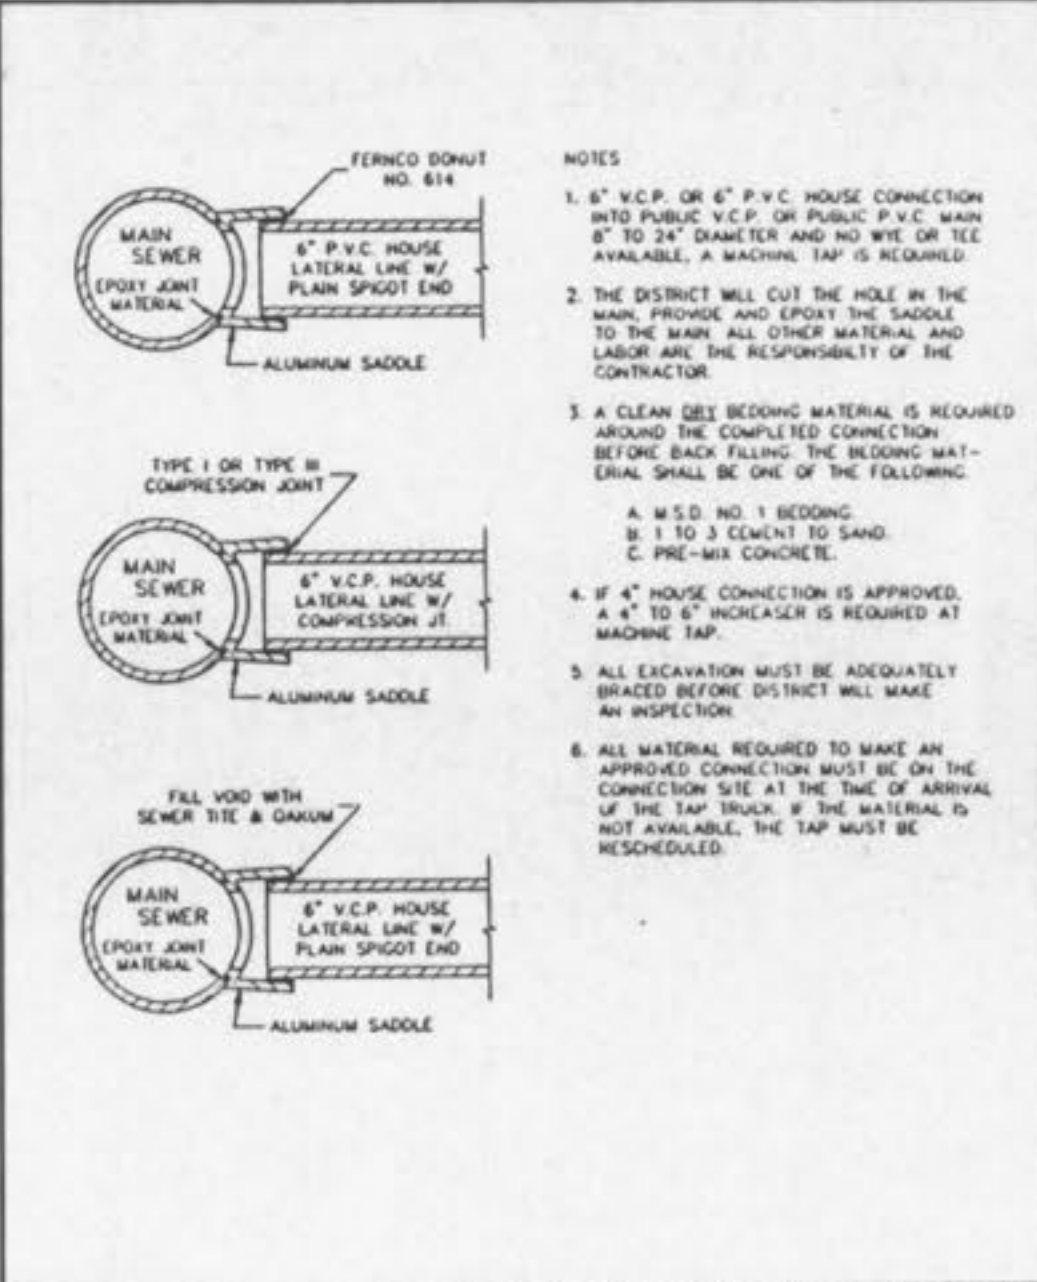 FERNCO DONUT
NO. 614
MAIN
SEWER
EPOXY JOINT
MATERIAL
6" P.V.C. HOUSE
LATERAL LINE W/
PLAIN SPIGOT END
ALUMINUM SADDLE
TYPE I OR TYPE III
COMPRESSION JOINT
MAIN
SEWER
EPOXY JOINT
MATERIAL
6" V.C.P. HOUSE
LATERAL LINE W/
COMPRESSION JT.
ALUMINUM SADDLE
FILL VOID WITH
SEWER TITE & OAKUM
MAIN
SEWER
EPOXY JOINT
MATERIAL
6" V.C.P. HOUSE
LATERAL LINE W/
PLAIN SPIGOT END
ALUMINUM SADDLE
NOTES
1. 6" V.C.P. OR 6" P.V.C. HOUSE CONNECTION
INTO PUBLIC V.C.P. OR PUBLIC P.V.C. MAIN
8" TO 24" DIAMETER AND NO WYE OR TEE
AVAILABLE, A MACHINE TAP IS REQUIRED.
2. THE DISTRICT WILL CUT THE HOLE IN THE
MAIN, PROVIDE AND EPOXY THE SADDLE
TO THE MAIN. ALL OTHER MATERIAL AND
LABOR ARE THE RESPONSIBILTY OF THE
CONTRACTOR.
3. A CLEAN DRY BEDDING MATERIAL IS REQUIRED
AROUND THE COMPLETED CONNECTION
BEFORE BACK FILLING. THE BEDDING MAT-
ERIAL SHALL BE ONE OF THE FOLLOWING.
A. M.S.D. NO. 1 BEDDING.
B. 1 TO 3 CEMENT TO SAND.
C. PRE-MIX CONCRETE.
4. IF 4" HOUSE CONNECTION IS APPROVED,
A 4" TO 6" INCREASER IS REQUIRED AT
MACHINE TAP.
5. ALL EXCAVATION MUST BE ADEQUATELY
BRACED BEFORE DISTRICT WILL MAKE
AN INSPECTION.
6. ALL MATERIAL REQUIRED TO MAKE AN
APPROVED CONNECTION MUST BE ON THE
CONNECTION SITE AT THE TIME OF ARRIVAL
OF THE TAP TRUCK. IF THE MATERIAL IS
NOT AVAILABLE, THE TAP MUST BE
RESCHEDULED.